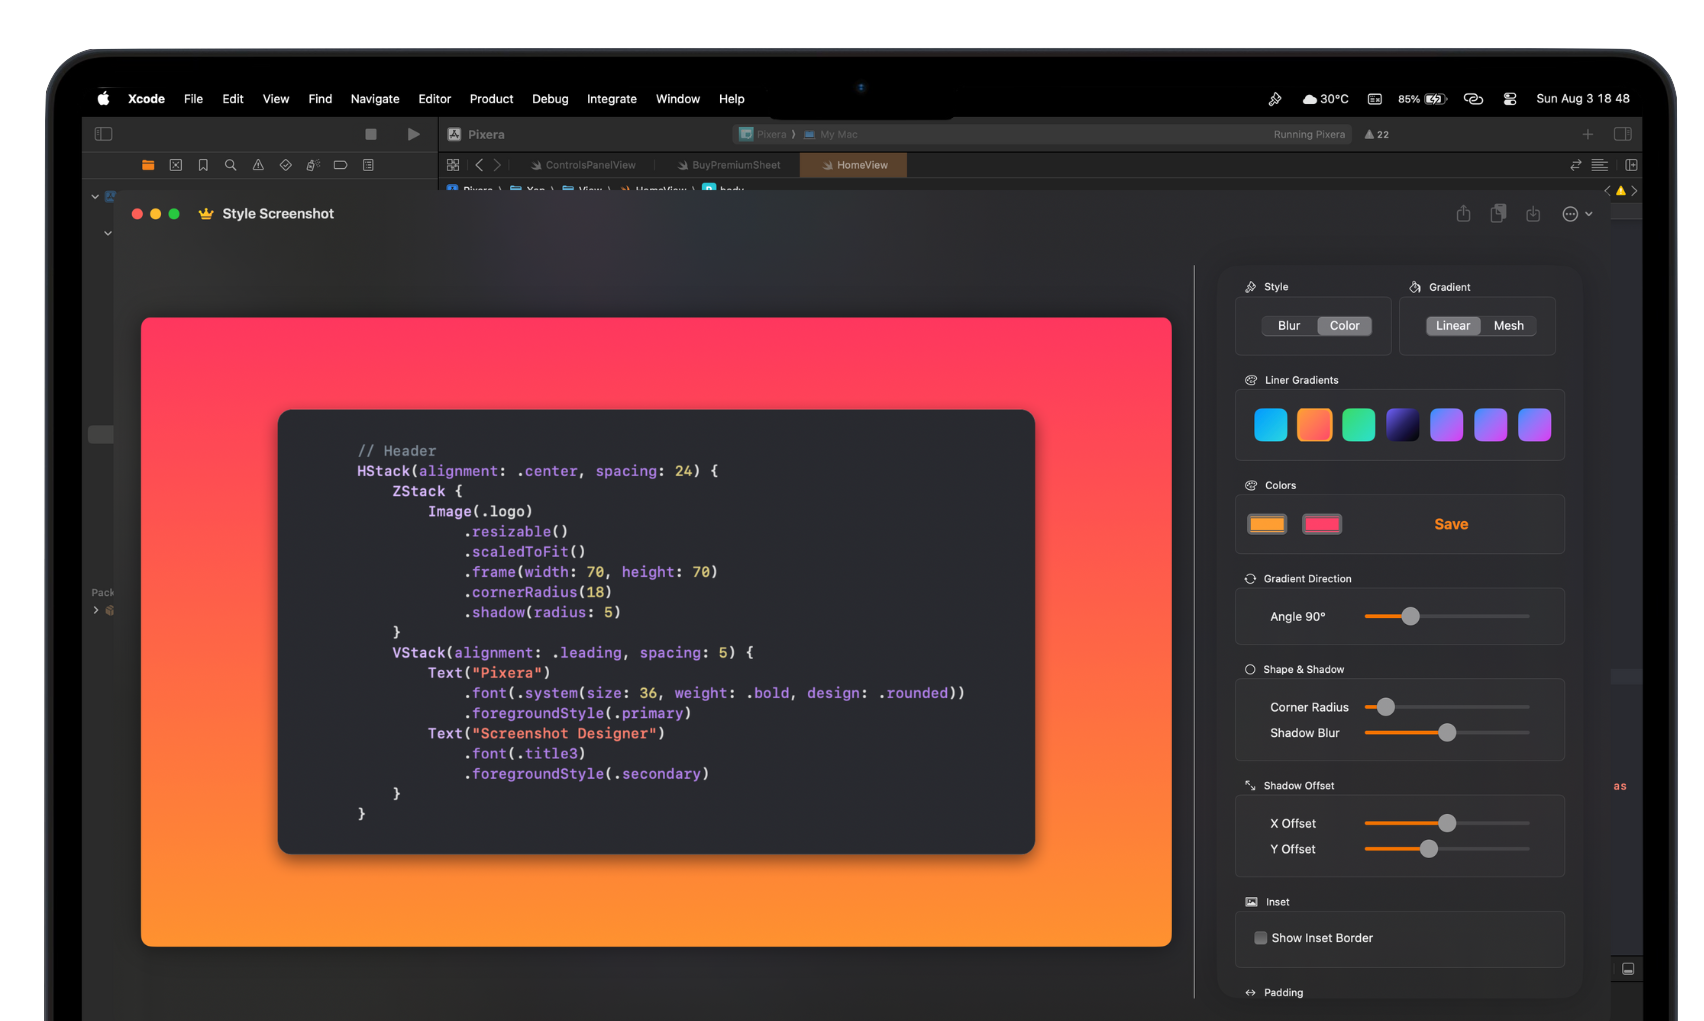 Xcode File Edit View Find Navigate Editor Product Debug Integrate Window Help 30°C 85% Sun Aug 3 18 48
Pixera Pixera ⟩ My Mac Running Pixera 22
ControlsPanelView BuyPremiumSheet HomeView
Style Screenshot
Pack
// Header
HStack(alignment: .center, spacing: 24) {
    ZStack {
        Image(.logo)
            .resizable()
            .scaledToFit()
            .frame(width: 70, height: 70)
            .cornerRadius(18)
            .shadow(radius: 5)
    }
    VStack(alignment: .leading, spacing: 5) {
        Text("Pixera")
            .font(.system(size: 36, weight: .bold, design: .rounded))
            .foregroundStyle(.primary)
        Text("Screenshot Designer")
            .font(.title3)
            .foregroundStyle(.secondary)
    }
}
Style Gradient
Blur Color Linear Mesh
Liner Gradients
Colors
Save
Gradient Direction
Angle 90°
Shape & Shadow
Corner Radius
Shadow Blur
Shadow Offset
as
X Offset
Y Offset
Inset
Show Inset Border
Padding